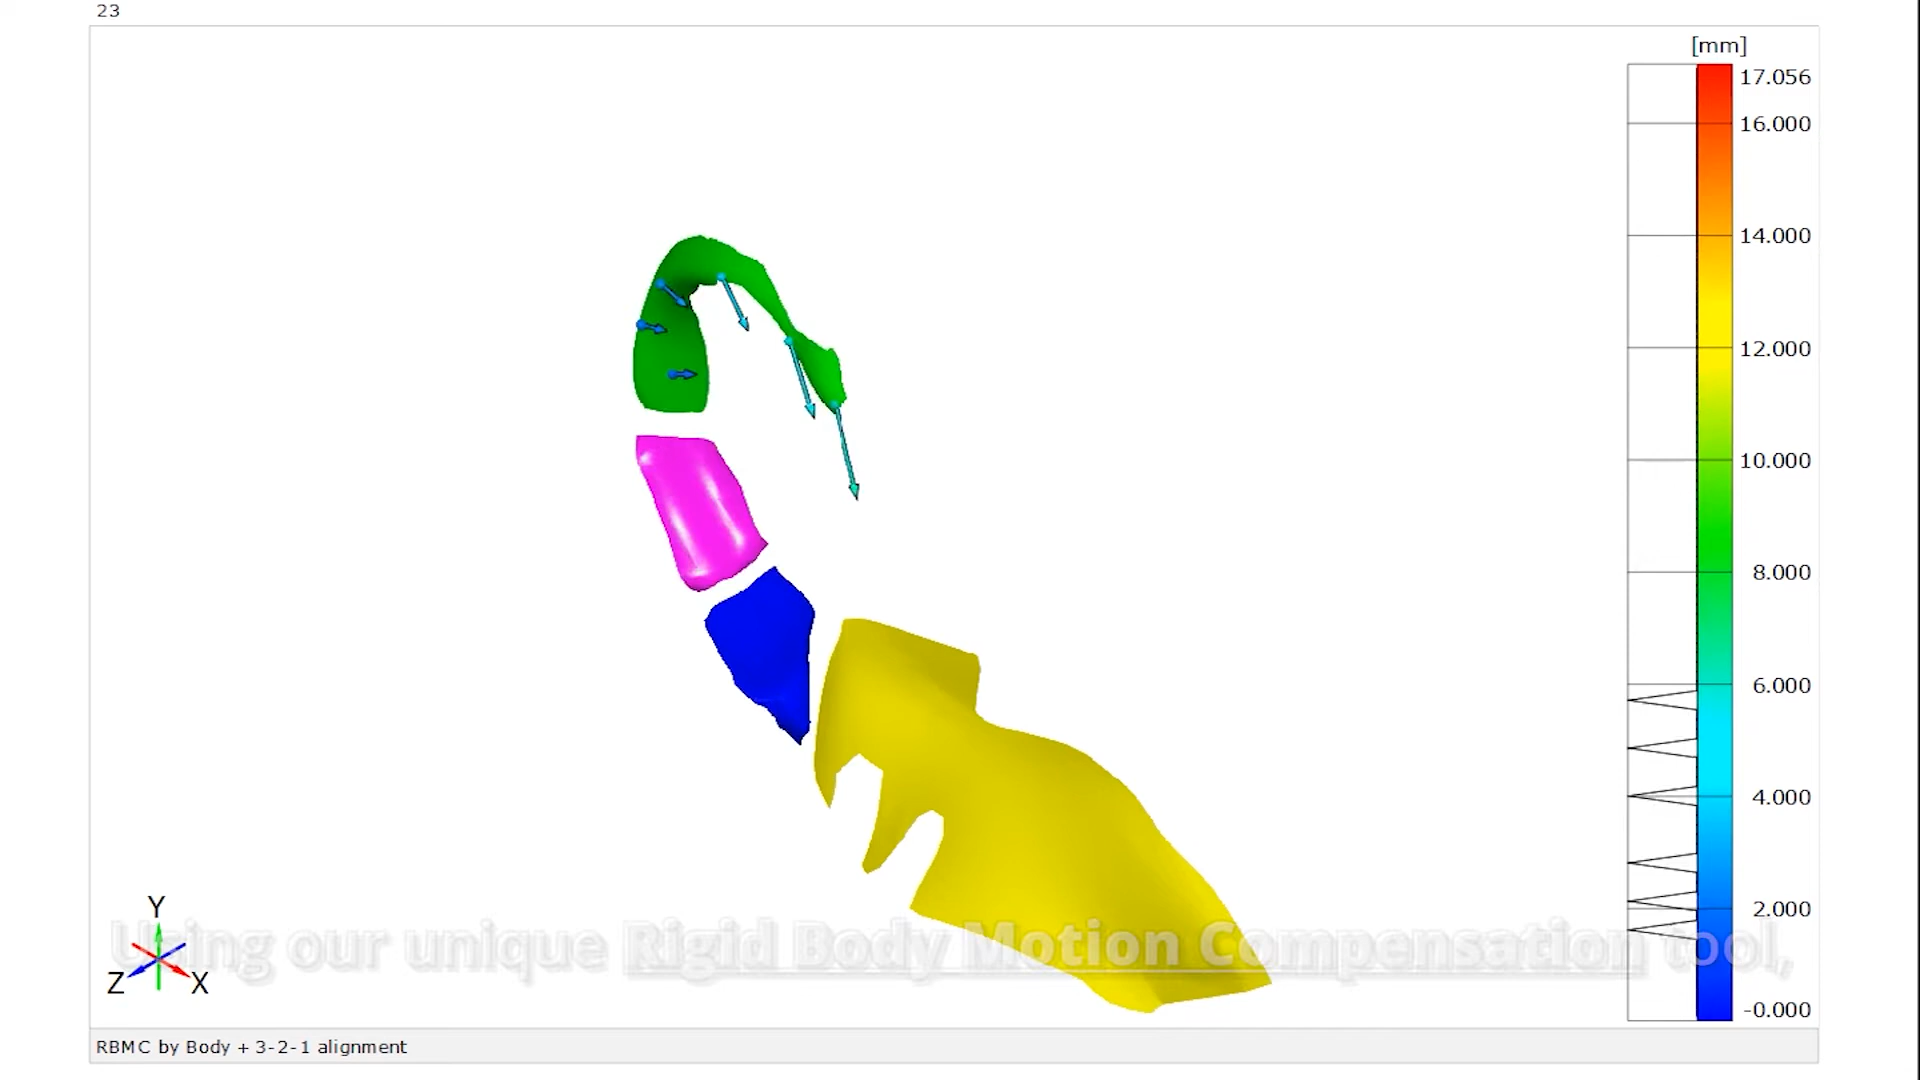 23
[mm]
17.056
16.000
14.000
12.000
10.000
8.000
6.000
4.000
2.000
-0.000
Y
Z X
Using our unique Rigid Body Motion Compensation tool,
RBMC by Body + 3-2-1 alignment